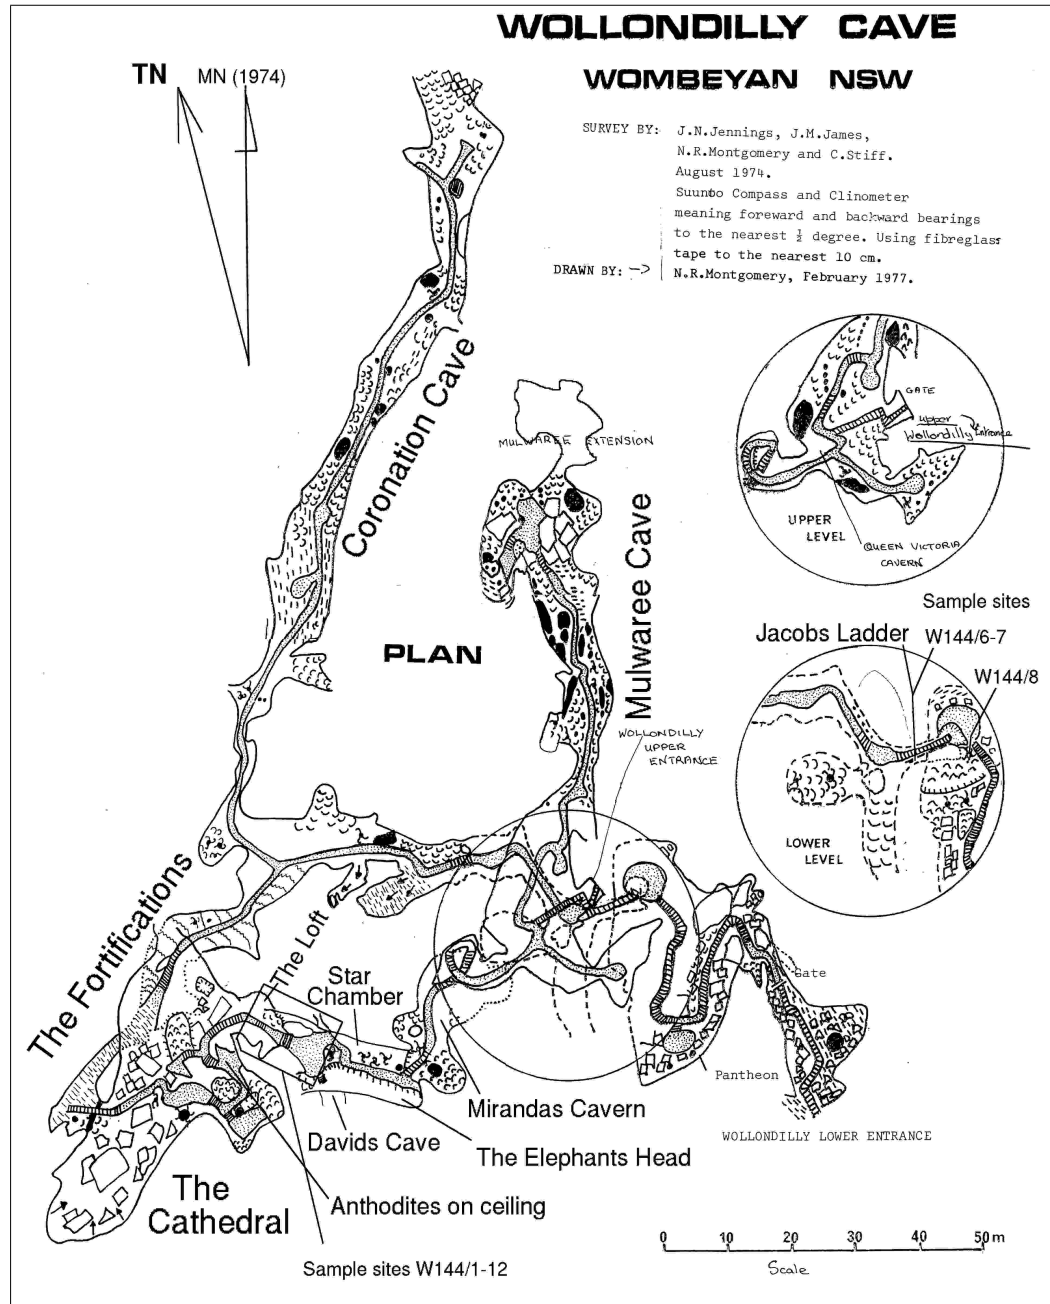 WOLLONDILLY CAVE
WOMBEYAN NSW
TN MN (1974)
SURVEY BY: J.N.Jennings, J.M.James,
N.R.Montgomery and C.Stiff.
August 1974.
Suunto Compass and Clinometer
meaning foreward and backward bearings
to the nearest ½ degree. Using fibreglass
tape to the nearest 10 cm.
DRAWN BY: -> N.R.Montgomery, February 1977.
Coronation Cave
MULWAREE EXTENSION
Mulwaree Cave
PLAN
GATE
upper
Wollondilly Entrance
UPPER
LEVEL
QUEEN VICTORIA
CAVERN
Sample sites
Jacobs Ladder W144/6-7
W144/8
LOWER
LEVEL
WOLLONDILLY
UPPER
ENTRANCE
The Fortifications
The Loft
Star
Chamber
Gate
Pantheon
Mirandas Cavern
WOLLONDILLY LOWER ENTRANCE
Davids Cave
The Elephants Head
The
Cathedral
Anthodites on ceiling
Sample sites W144/1-12
0 10 20 30 40 50 m
Scale